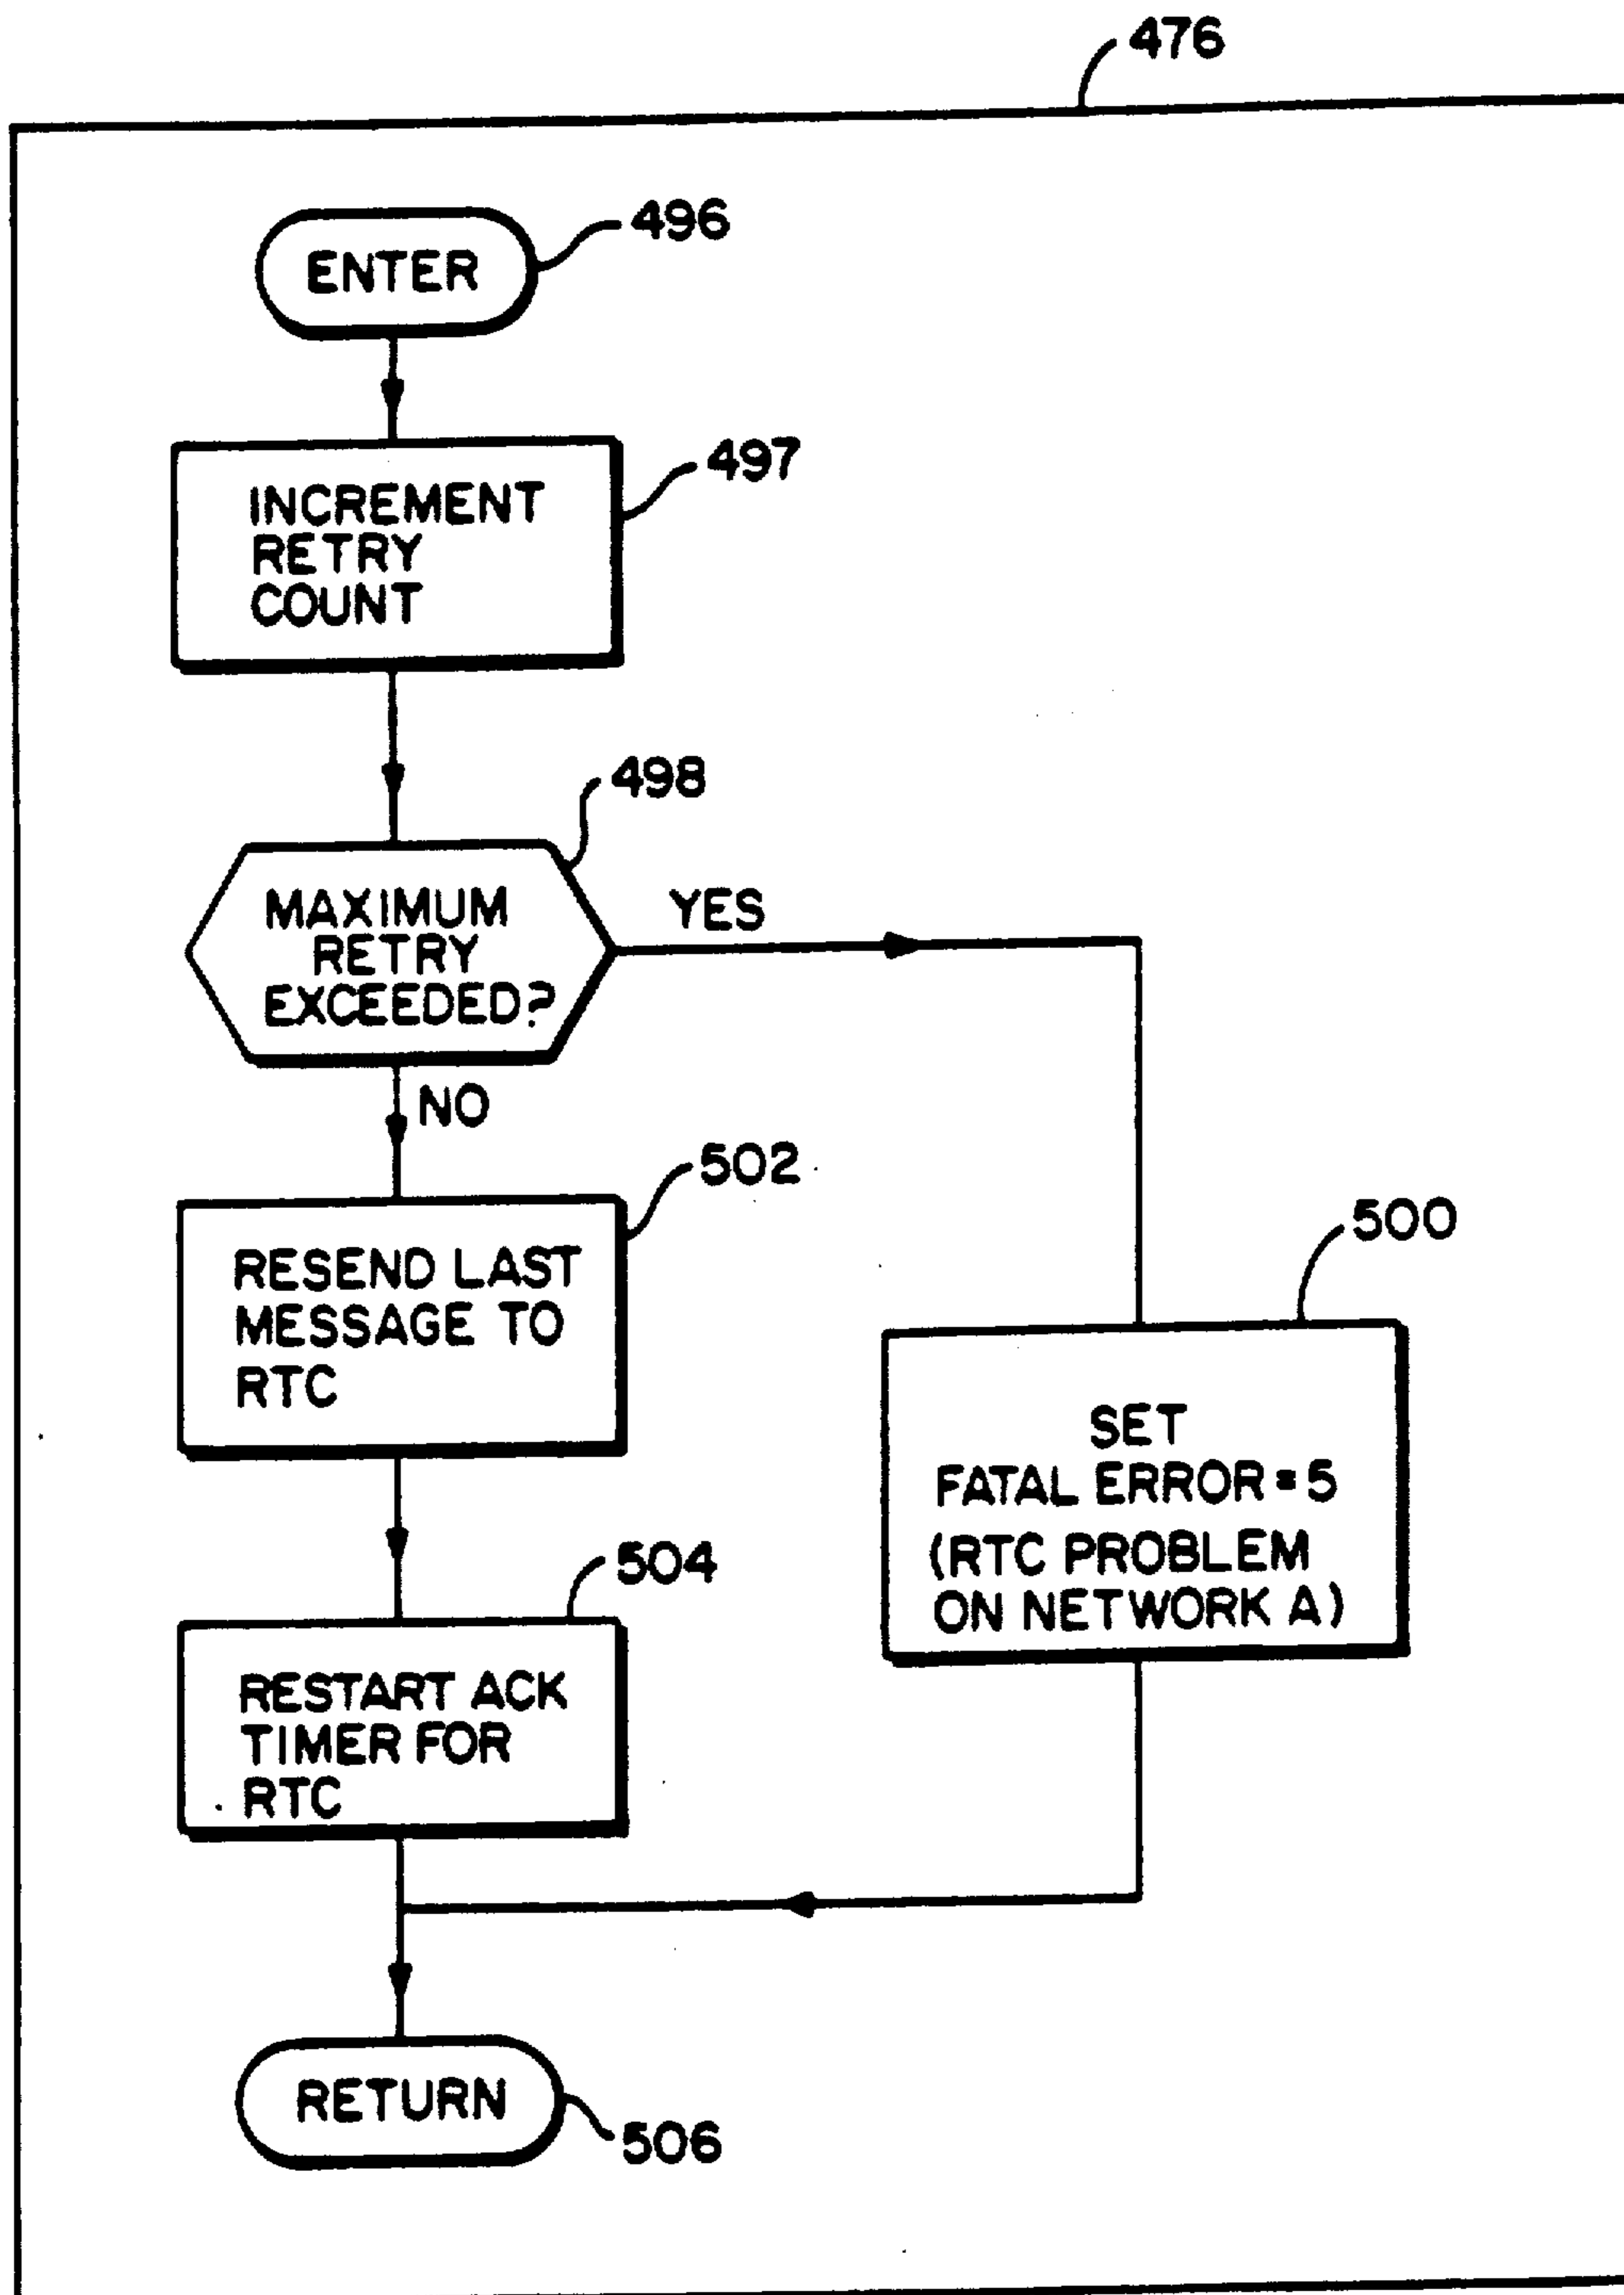 476
ENTER
496
INCREMENT
RETRY
COUNT
497
MAXIMUM
RETRY
EXCEEDED?
498
YES
NO
RESEND LAST
MESSAGE TO
RTC
502
SET
FATAL ERROR=5
(RTC PROBLEM
ON NETWORK A)
500
RESTART ACK
TIMER FOR
RTC
504
RETURN
506